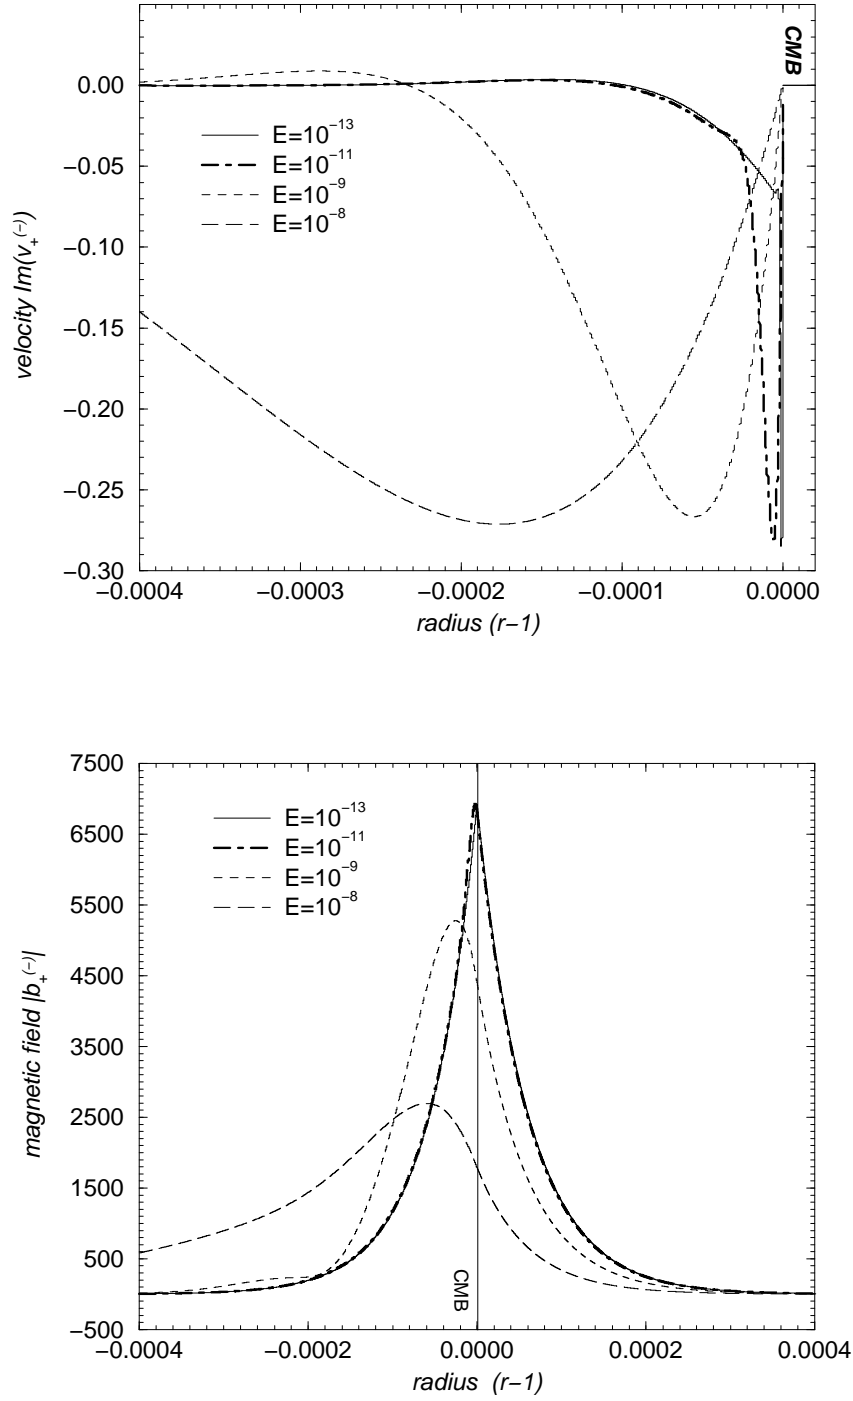 CMB
0.00
−0.05
−0.10
−0.15
−0.20
−0.25
−0.30
velocity Im(v₊⁽⁻⁾)
E=10⁻¹³
E=10⁻¹¹
E=10⁻⁹
E=10⁻⁸
−0.0004 −0.0003 −0.0002 −0.0001 0.0000
radius (r−1)
7500
6500
5500
4500
3500
2500
1500
500
−500
magnetic field |b₊⁽⁻⁾|
E=10⁻¹³
E=10⁻¹¹
E=10⁻⁹
E=10⁻⁸
CMB
−0.0004 −0.0002 0.0000 0.0002 0.0004
radius (r−1)